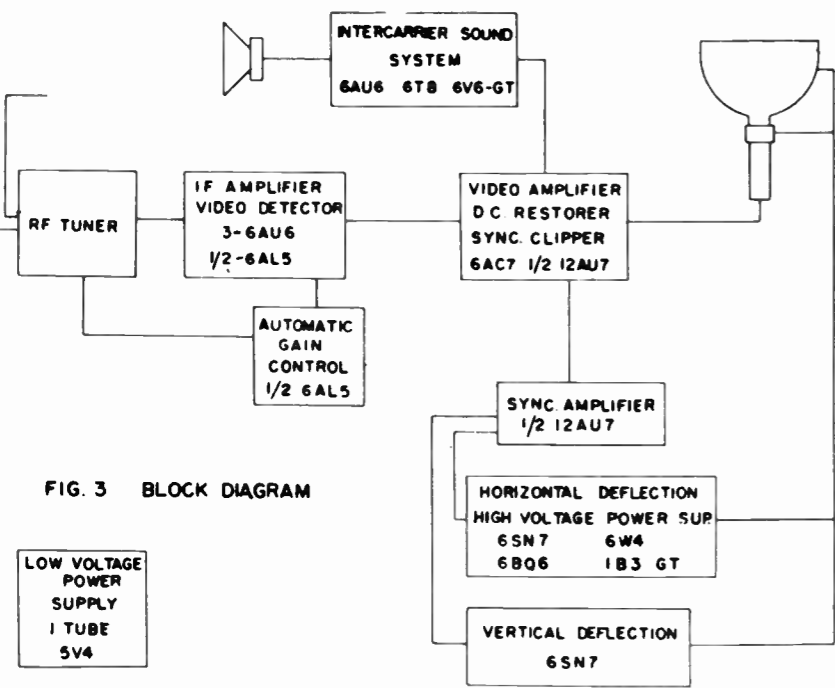 INTERCARRIER SOUND
SYSTEM
6AU6 6T8 6V6-GT
RF TUNER
IF AMPLIFIER
VIDEO DETECTOR
3-6AU6
1/2-6AL5
VIDEO AMPLIFIER
D.C. RESTORER
SYNC. CLIPPER
6AC7 1/2 12AU7
AUTOMATIC
GAIN
CONTROL
1/2 6AL5
SYNC. AMPLIFIER
1/2 12AU7
FIG. 3 BLOCK DIAGRAM
HORIZONTAL DEFLECTION
HIGH VOLTAGE POWER SUP.
6SN7 6W4
6BQ6 1B3 GT
LOW VOLTAGE
POWER
SUPPLY
1 TUBE
5V4
VERTICAL DEFLECTION
6SN7